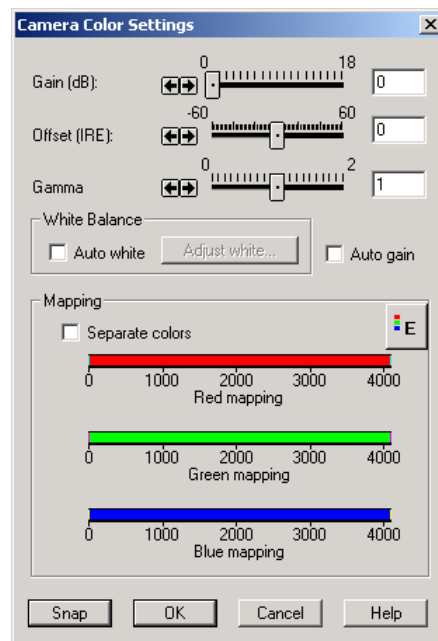 Camera Color Settings
0 18
Gain (dB): 0
-60 60
Offset (IRE): 0
0 2
Gamma 1
White Balance
Auto white Adjust white... Auto gain
Mapping
Separate colors E
0 1000 2000 3000 4000
Red mapping
0 1000 2000 3000 4000
Green mapping
0 1000 2000 3000 4000
Blue mapping
Snap OK Cancel Help